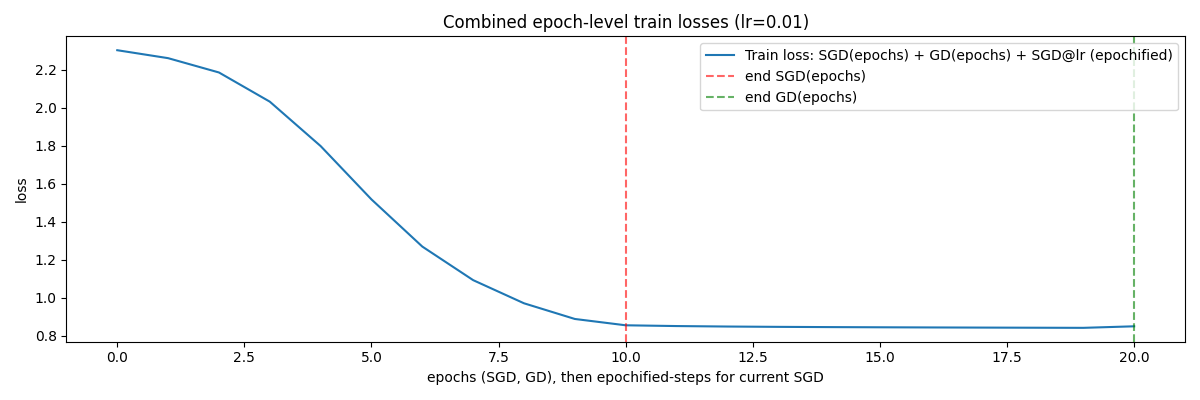 Combined epoch-level train losses (lr=0.01)
Train loss: SGD(epochs) + GD(epochs) + SGD@lr (epochified)
end SGD(epochs)
end GD(epochs)
loss
2.2
2.0
1.8
1.6
1.4
1.2
1.0
0.8
0.0 2.5 5.0 7.5 10.0 12.5 15.0 17.5 20.0
epochs (SGD, GD), then epochified-steps for current SGD